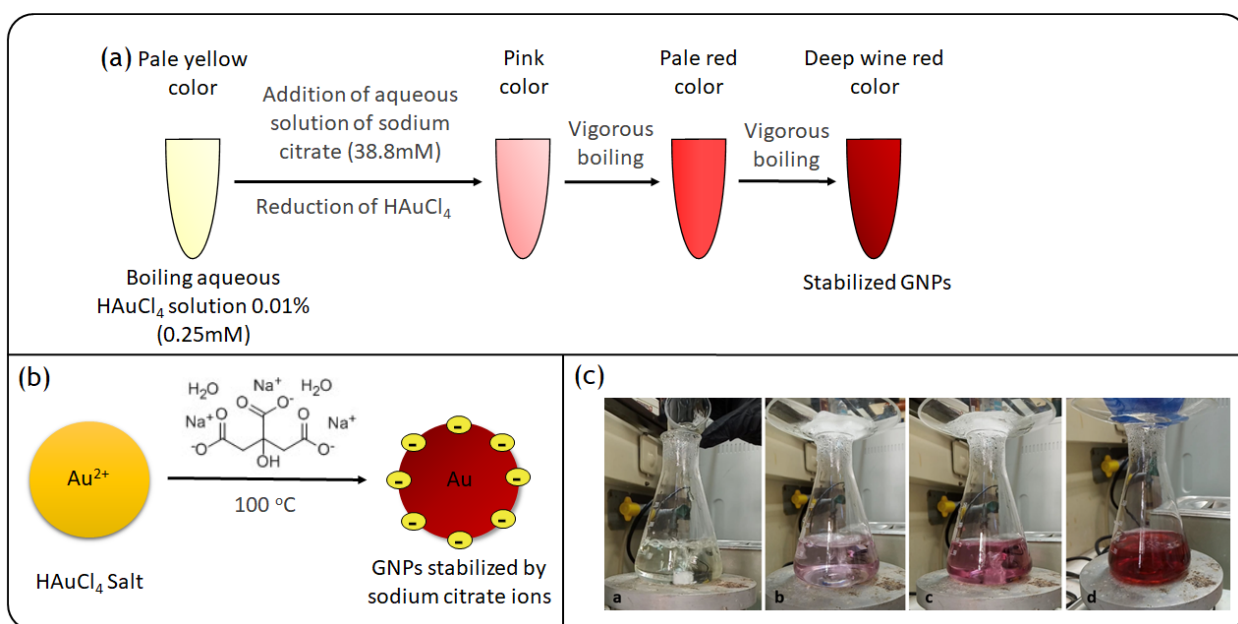 (a)
Pale yellow
color
Addition of aqueous
solution of sodium
citrate (38.8mM)
Reduction of HAuCl₄
Pink
color
Vigorous
boiling
Pale red
color
Vigorous
boiling
Deep wine red
color
Boiling aqueous
HAuCl₄ solution 0.01%
(0.25mM)
Stabilized GNPs
(b)
Au²⁺
HAuCl₄ Salt
H₂O
Na⁺
H₂O
Na⁺
O
O⁻
Na⁺
O
O
⁻O
OH
O⁻
100 °C
Au
- - - - - - - -
GNPs stabilized by
sodium citrate ions
(c)
a
b
c
d